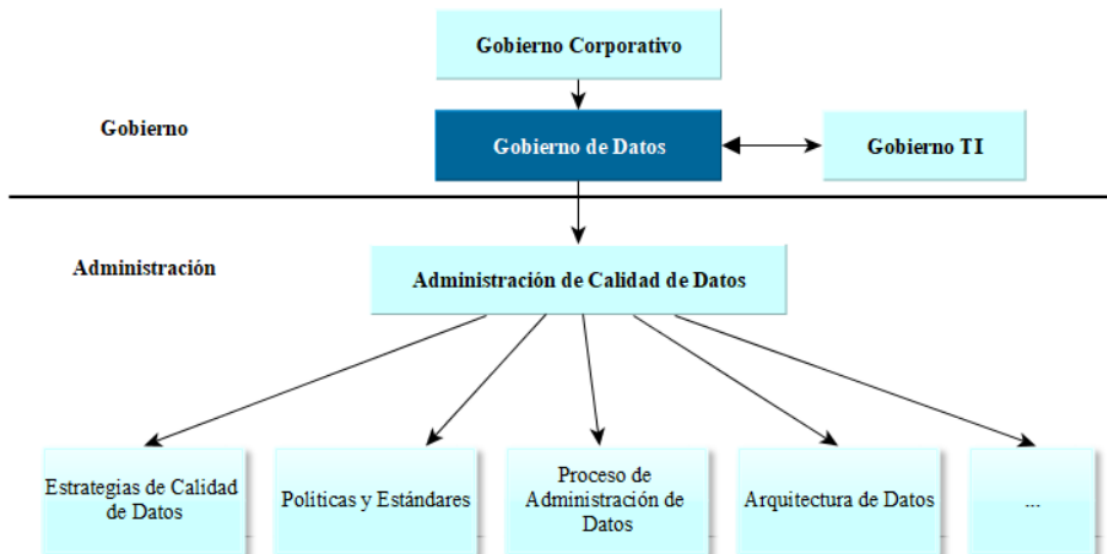 Gobierno Corporativo
Gobierno
Gobierno de Datos
Gobierno TI
Administración
Administración de Calidad de Datos
Estrategias de Calidad
de Datos
Políticas y Estándares
Proceso de
Administración de
Datos
Arquitectura de Datos
...